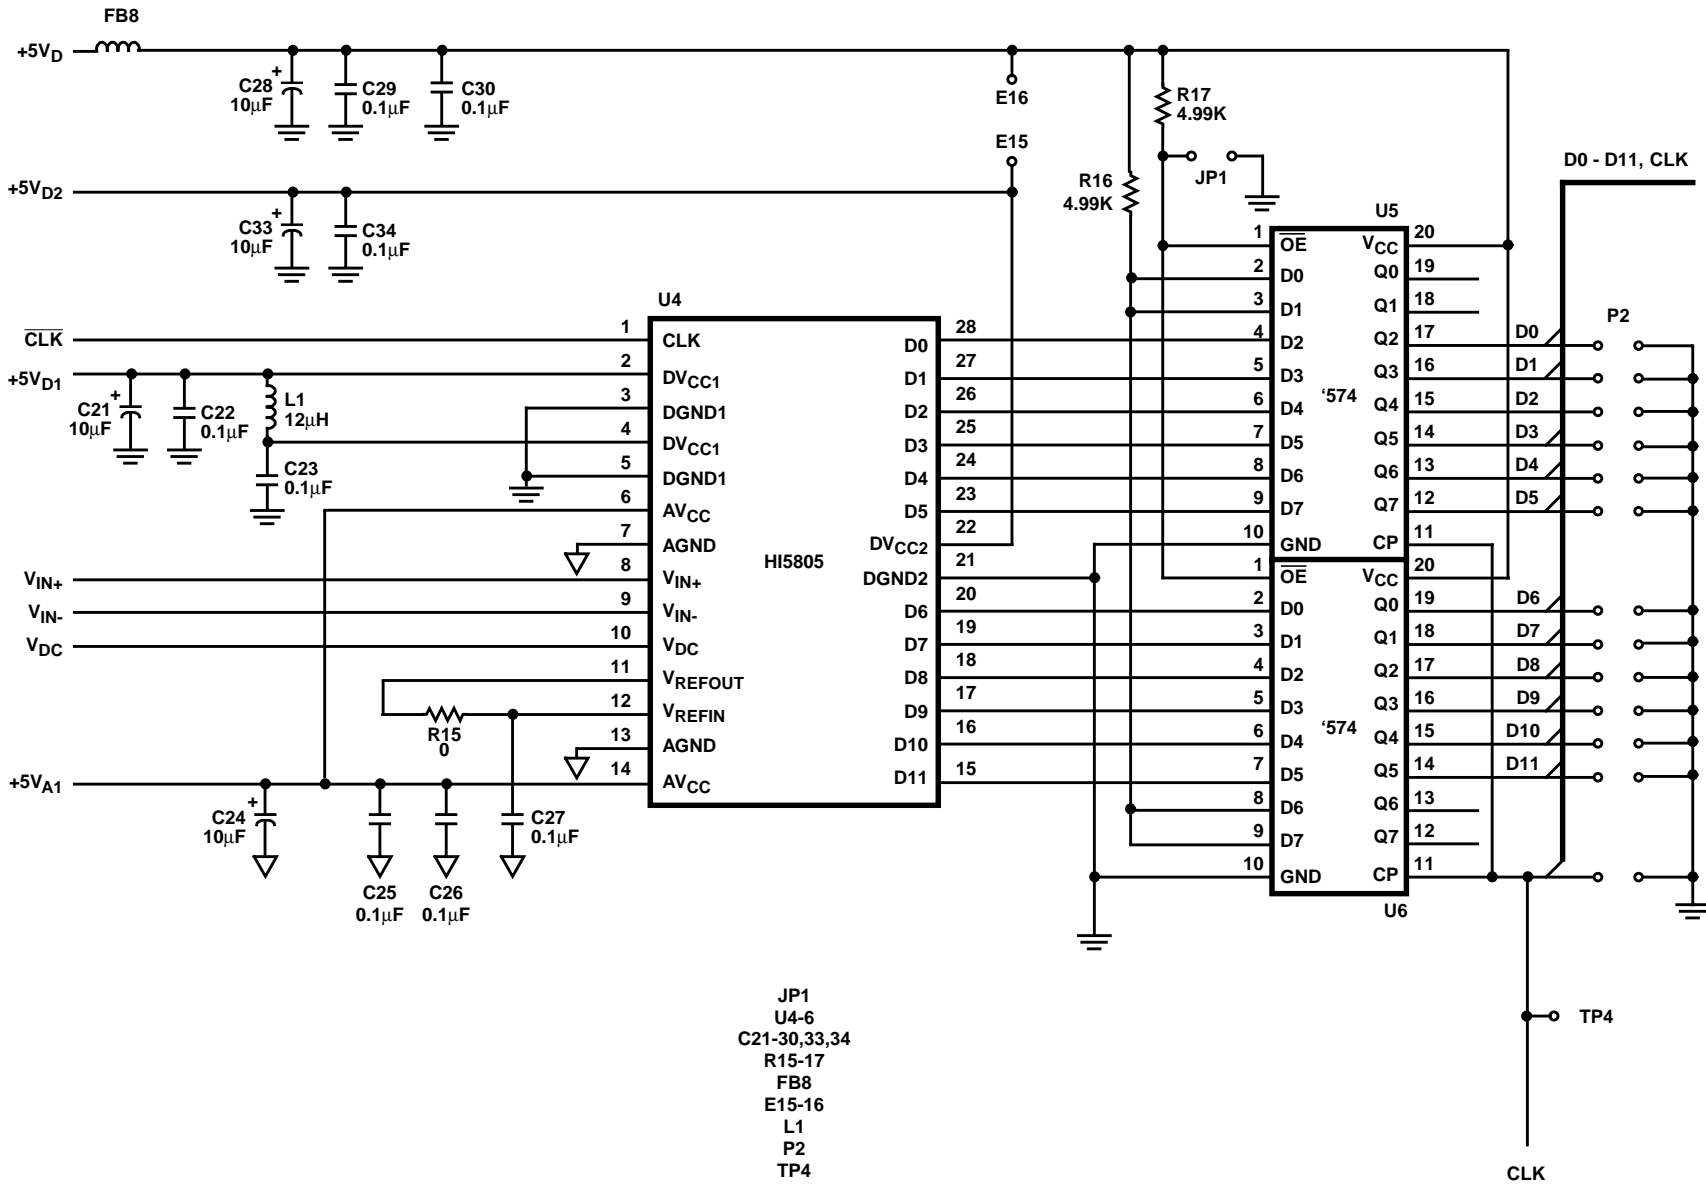 FB8
+5VD
C28
+
10µF
C29
0.1µF
C30
0.1µF
E16
E15
R17
4.99K
JP1
R16
4.99K
D0 - D11, CLK
+5VD2
C33
+
10µF
C34
0.1µF
U4
CLK
+5VD1
C21
+
10µF
C22
0.1µF
L1
12µH
C23
0.1µF
VIN+
VIN-
VDC
R15
0
+5VA1
C24
+
10µF
C25
0.1µF
C26
0.1µF
C27
0.1µF
1 CLK
2 DVCC1
3 DGND1
4 DVCC1
5 DGND1
6 AVCC
7 AGND
8 VIN+
9 VIN-
10 VDC
11 VREFOUT
12 VREFIN
13 AGND
14 AVCC
HI5805
D0 28
D1 27
D2 26
D3 25
D4 24
D5 23
DVCC2 22
DGND2 21
D6 20
D7 19
D8 18
D9 17
D10 16
D11 15
U5
1 OE VCC 20
2 D0 Q0 19
3 D1 Q1 18
4 D2 Q2 17 D0
5 D3 Q3 16 D1
‘574
6 D4 Q4 15 D2
7 D5 Q5 14 D3
8 D6 Q6 13 D4
9 D7 Q7 12 D5
10 GND CP 11
1 OE VCC 20
2 D0 Q0 19 D6
3 D1 Q1 18 D7
4 D2 Q2 17 D8
5 D3 Q3 16 D9
‘574
6 D4 Q4 15 D10
7 D5 Q5 14 D11
8 D6 Q6 13
9 D7 Q7 12
10 GND CP 11
U6
P2
TP4
CLK
JP1
U4-6
C21-30,33,34
R15-17
FB8
E15-16
L1
P2
TP4